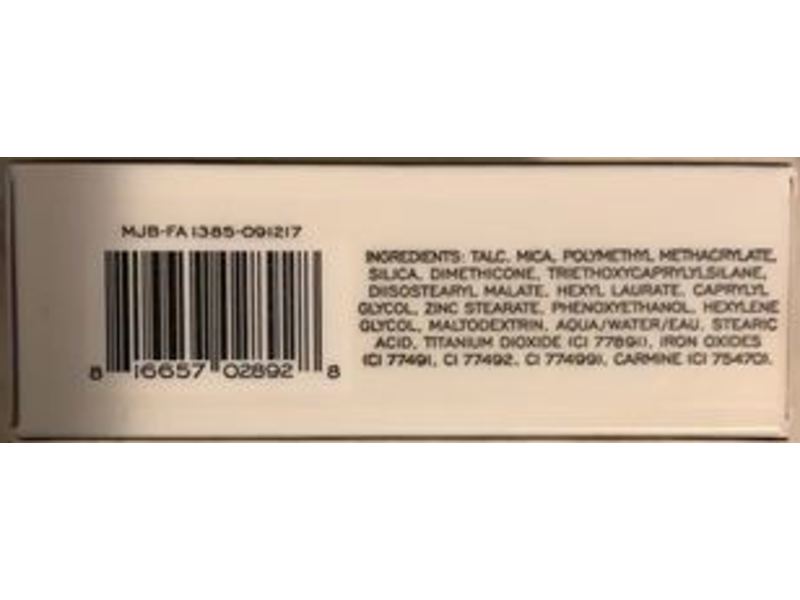 MJB-FA1385-091217
8 16657 02892 8
INGREDIENTS: TALC, MICA, POLYMETHYL METHACRYLATE,
SILICA, DIMETHICONE, TRIETHOXYCAPRYLYLSILANE,
DIISOSTEARYL MALATE, HEXYL LAURATE, CAPRYLYL
GLYCOL, ZINC STEARATE, PHENOXYETHANOL, HEXYLENE
GLYCOL, MALTODEXTRIN, AQUA/WATER/EAU, STEARIC
ACID, TITANIUM DIOXIDE (CI 77891), IRON OXIDES
(CI 77491, CI 77492, CI 77499), CARMINE (CI 75470).